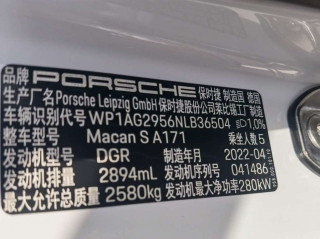 品牌 PORSCHE 保时捷 制造国 德国
生产厂名 Porsche Leipzig GmbH 保时捷股份公司莱比锡工厂
车辆识别代号 WP1AG2956NLB36504 1,0%
整车型号 Macan S A171 乘坐人数 5
发动机型号 DGR 制造年月 2022-04
发动机排量 2894mL 发动机号 041486
最大允许总质量 2580kg 发动机最大净功率 280kW